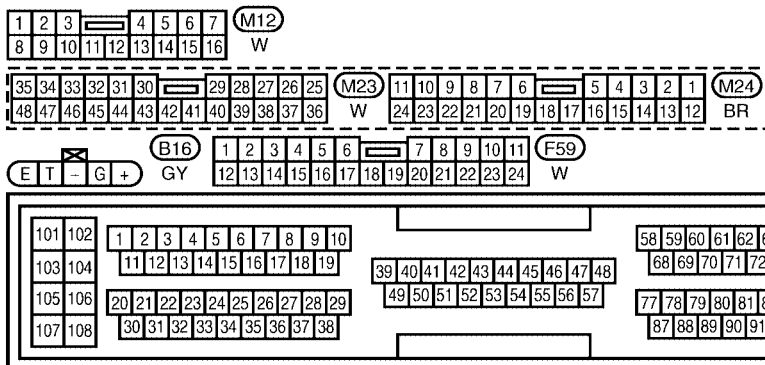 1 2 3 4 5 6 7 M12
8 9 10 11 12 13 14 15 16 W
35 34 33 32 31 30 29 28 27 26 25 M23 11 10 9 8 7 6 5 4 3 2 1 M24
48 47 46 45 44 43 42 41 40 39 38 37 36 W 24 23 22 21 20 19 18 17 16 15 14 13 12 BR
B16 1 2 3 4 5 6 7 8 9 10 11 F59
E T – G + GY 12 13 14 15 16 17 18 19 20 21 22 23 24 W
101 102 1 2 3 4 5 6 7 8 9 10 58 59 60 61 62
103 104 11 12 13 14 15 16 17 18 19 39 40 41 42 43 44 45 46 47 48 68 69 70 71 72
105 106 20 21 22 23 24 25 26 27 28 29 49 50 51 52 53 54 55 56 57 77 78 79 80 81
107 108 30 31 32 33 34 35 36 37 38 87 88 89 90 91